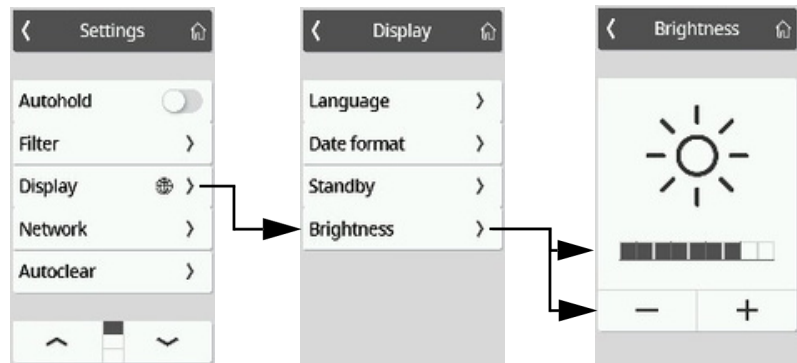 Settings
Autohold
Filter
Display
Network
Autoclear
Display
Language
Date format
Standby
Brightness
Brightness